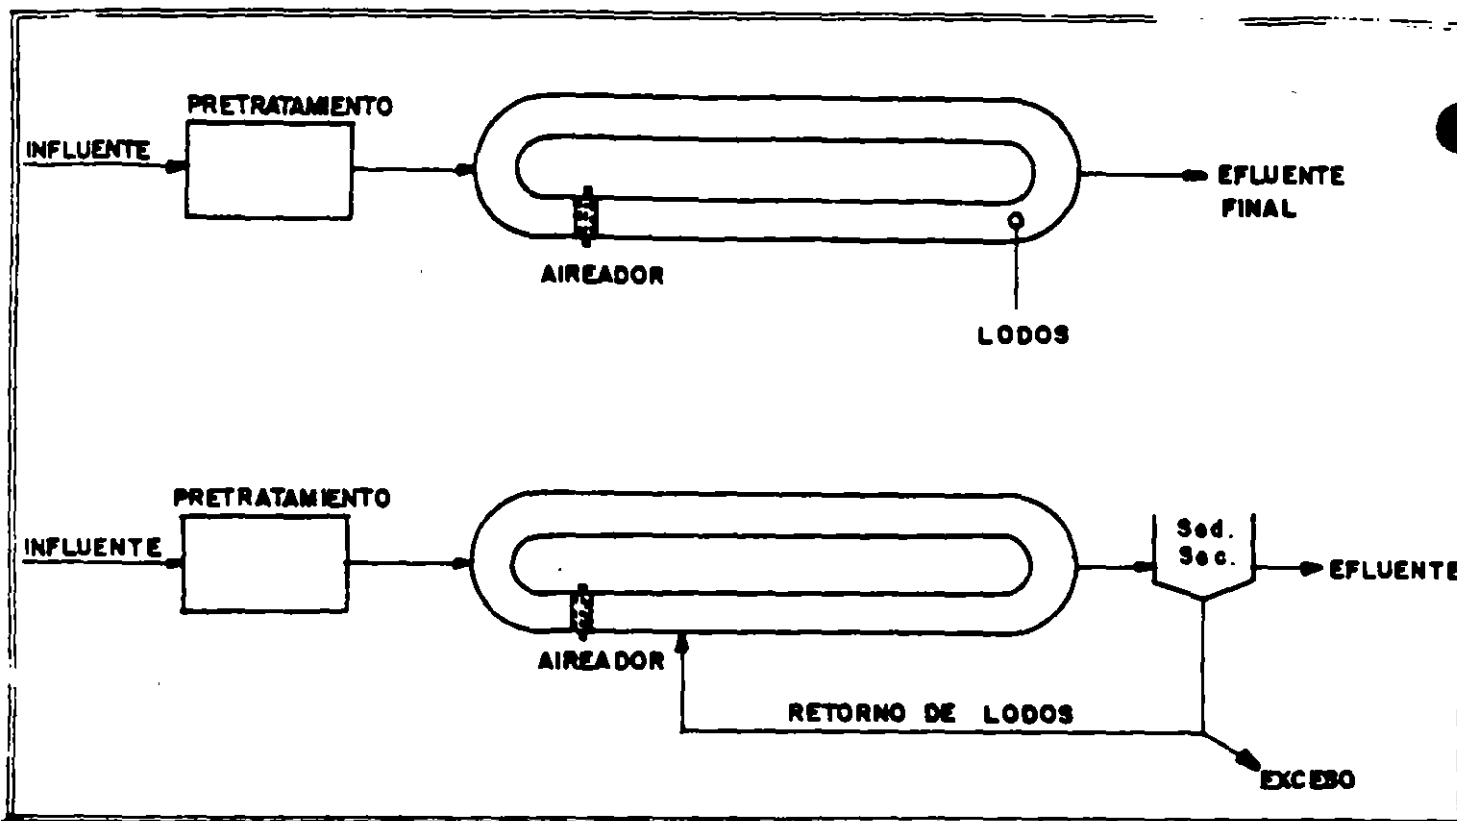 PRETRATAMIENTO
INFLUENTE
EFLUENTE
FINAL
AIREADOR
LODOS
PRETRATAMIENTO
INFLUENTE
Sed.
Sec.
EFLUENTE
AIREADOR
RETORNO DE LODOS
EXCESO